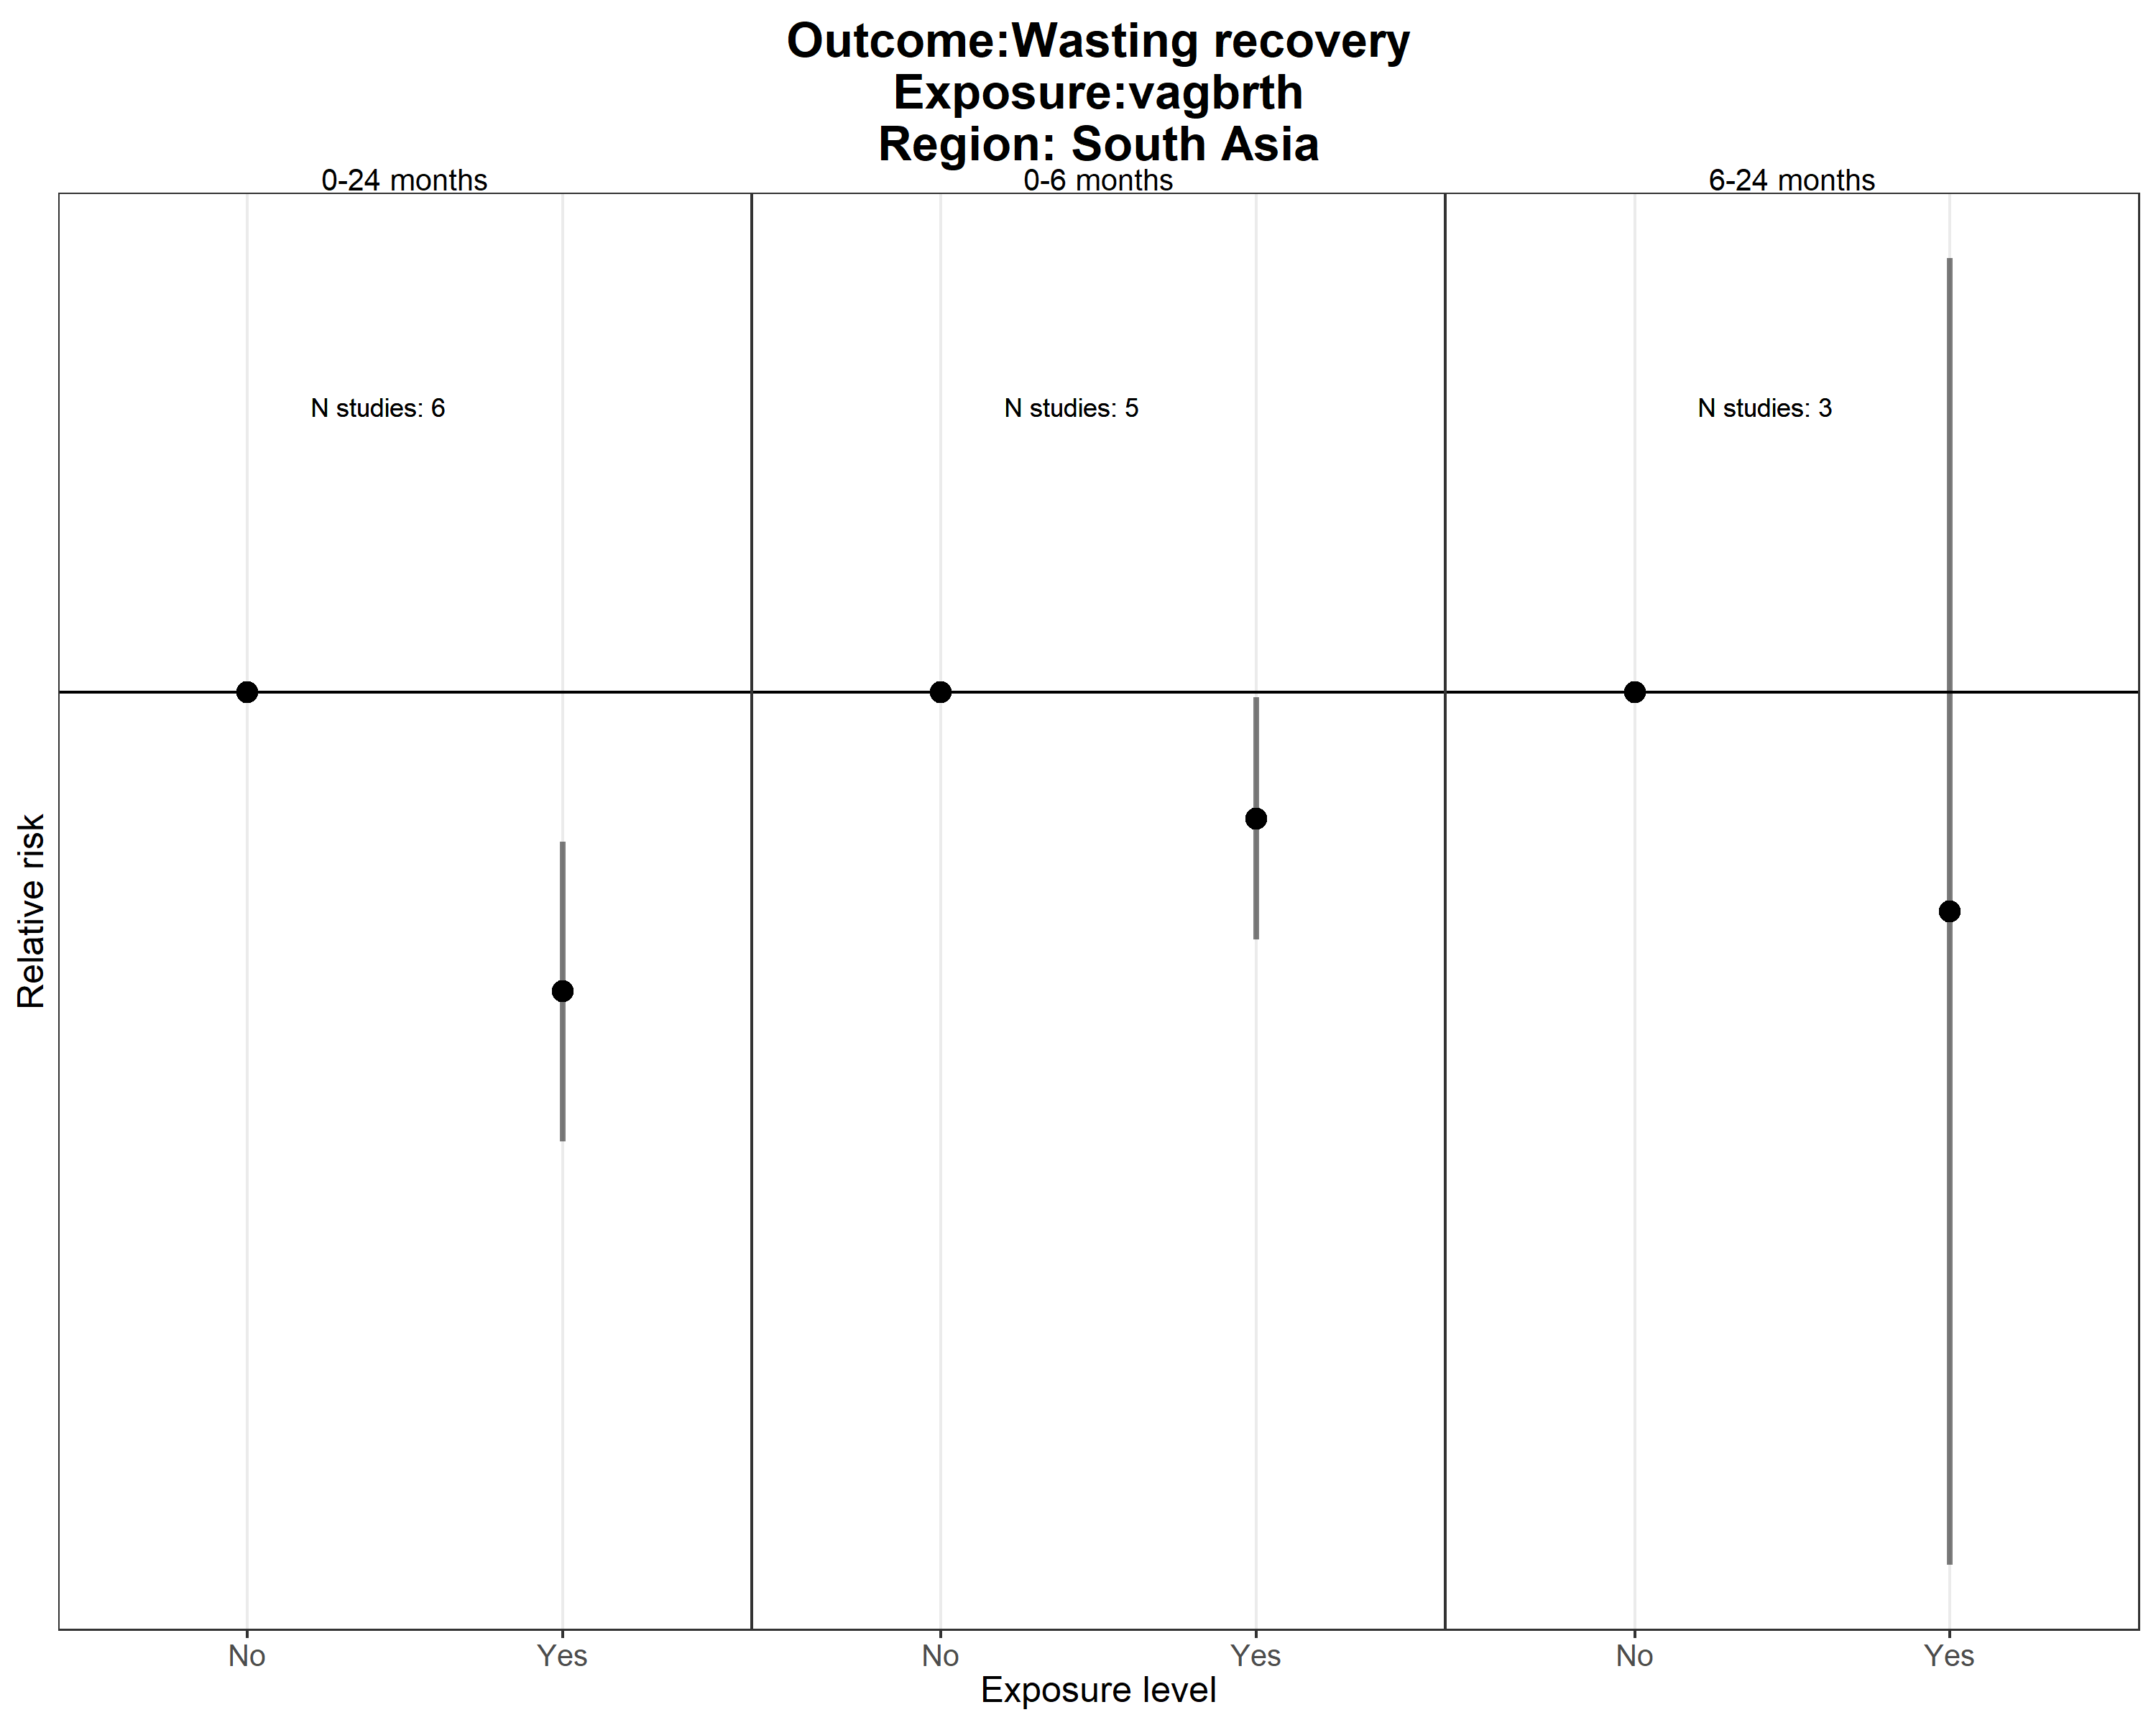 Outcome:Wasting recovery
Exposure:vagbrth
Region: South Asia
0-24 months
0-6 months
6-24 months
N studies: 6
N studies: 5
N studies: 3
Relative risk
No
Yes
No
Yes
No
Yes
Exposure level